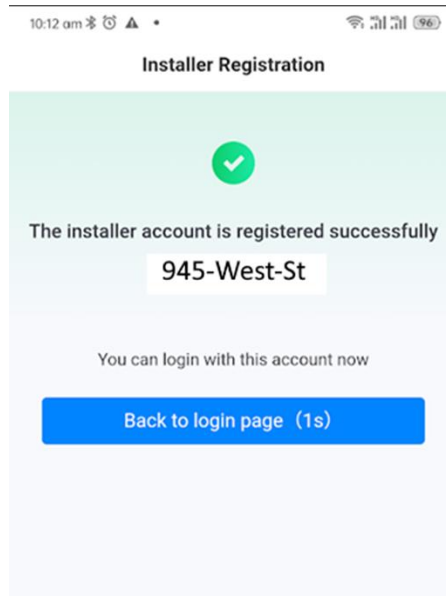 10:12 am
96
Installer Registration
The installer account is registered successfully
945-West-St
You can login with this account now
Back to login page（1s）